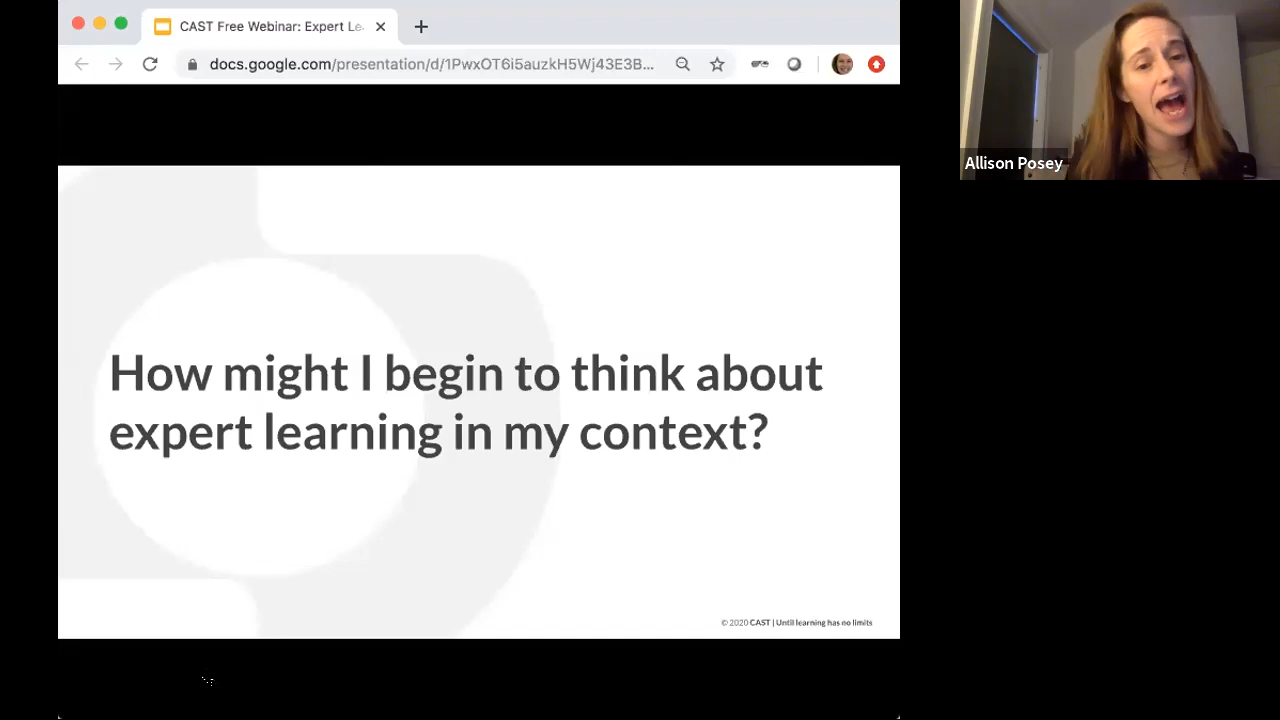 CAST Free Webinar: Expert Le
docs.google.com/presentation/d/1PwxOT6i5auzkH5Wj43E3B...
Allison Posey
How might I begin to think about
expert learning in my context?
© 2020 CAST | Until learning has no limits